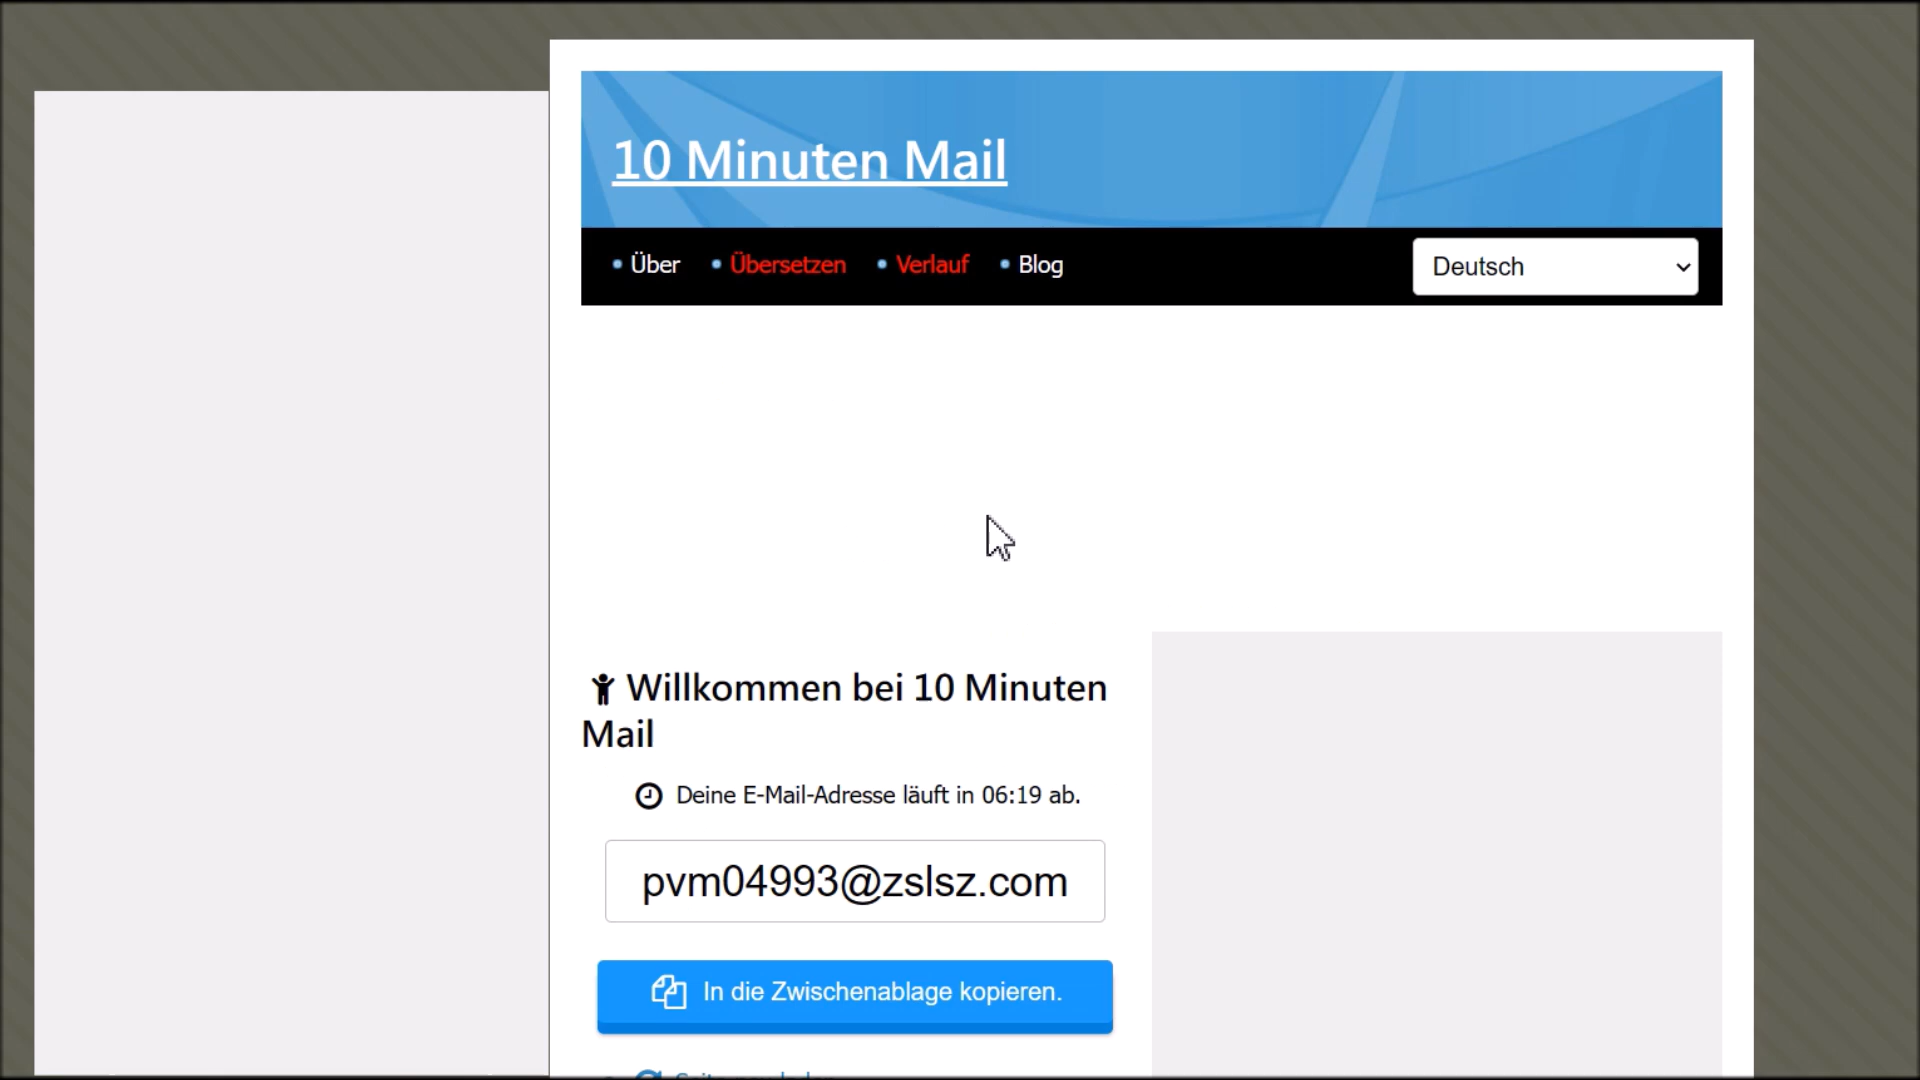 10 Minuten Mail
Über
Übersetzen
Verlauf
Blog
Deutsch
Willkommen bei 10 Minuten
Mail
Deine E-Mail-Adresse läuft in 06:19 ab.
pvm04993@zslsz.com
In die Zwischenablage kopieren.